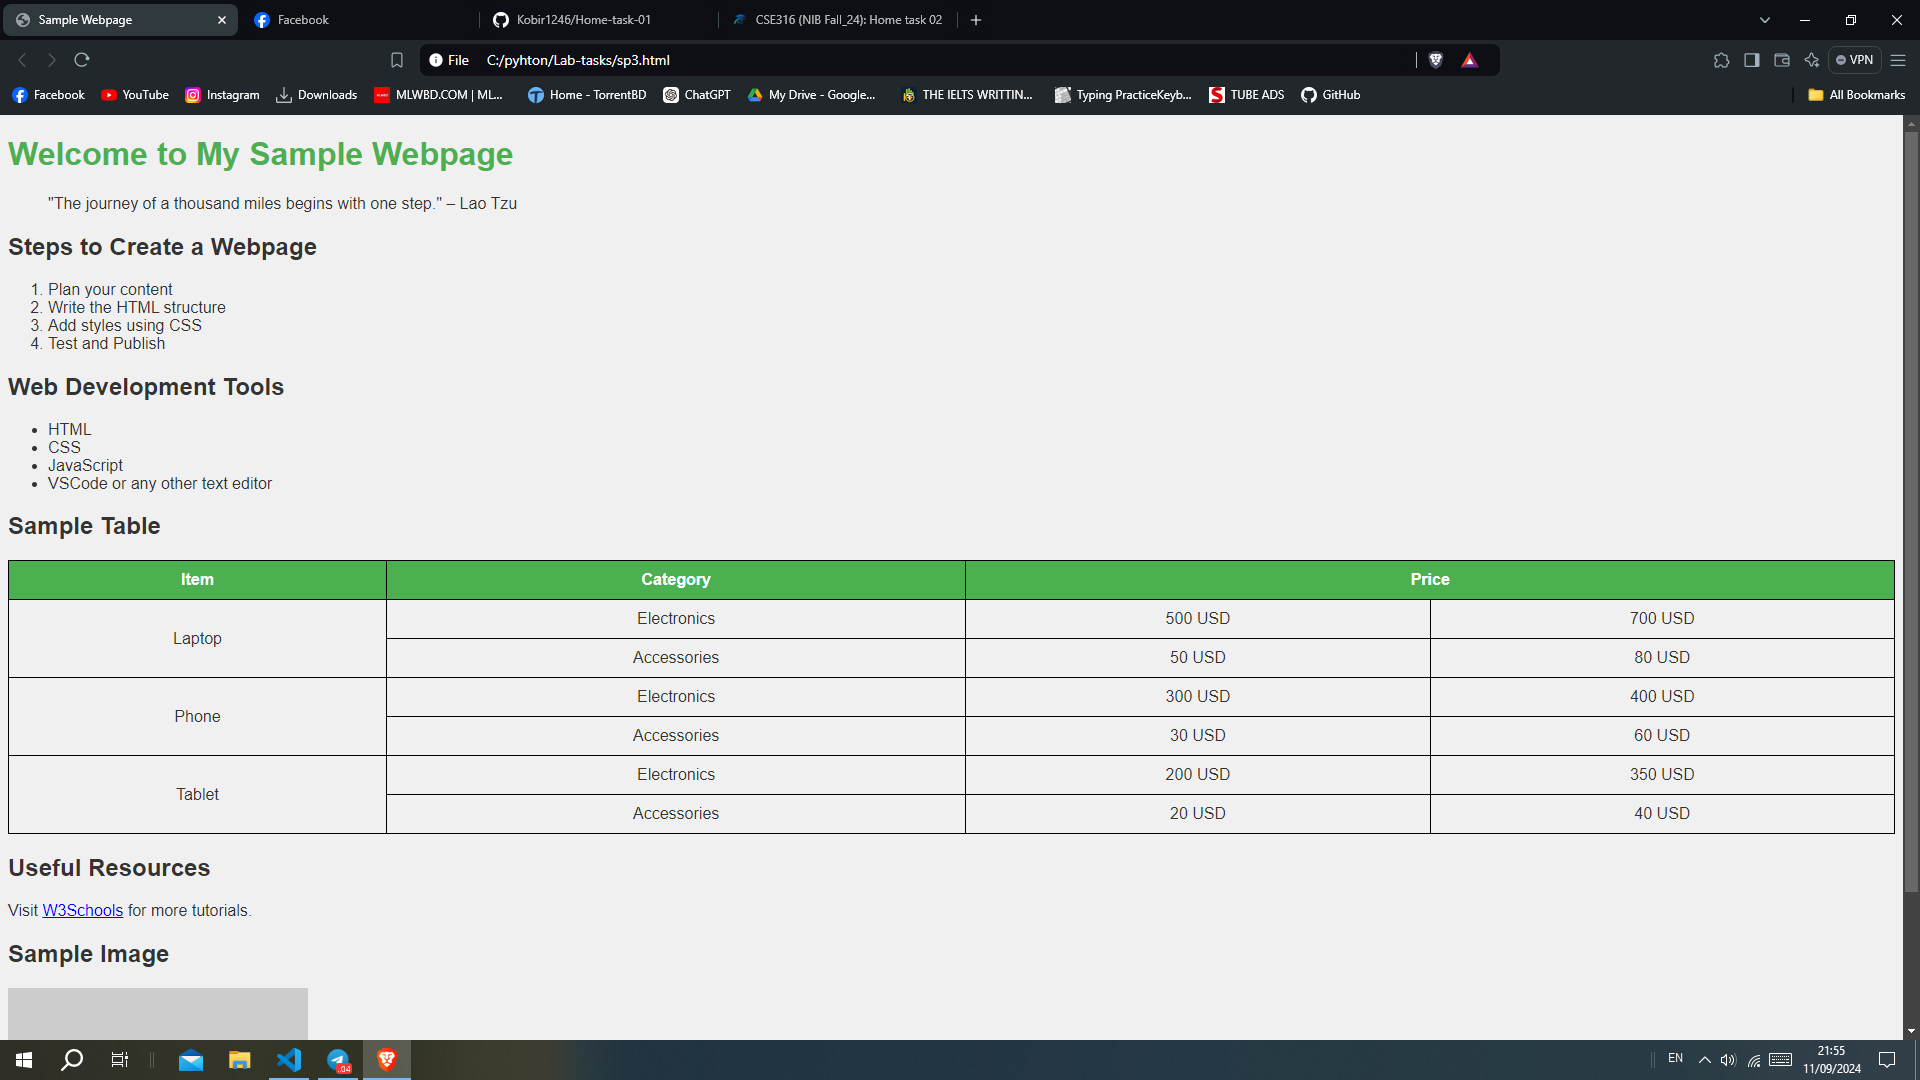 Sample Webpage
Facebook
Kobir1246/Home-task-01
CSE316 (NIB Fall_24): Home task 02
File C:/pyhton/Lab-tasks/sp3.html
VPN
Facebook YouTube Instagram Downloads MLWBD.COM | ML... Home - TorrentBD ChatGPT My Drive - Google... THE IELTS WRITTIN... Typing PracticeKeyb... TUBE ADS GitHub All Bookmarks
Welcome to My Sample Webpage
"The journey of a thousand miles begins with one step." – Lao Tzu
Steps to Create a Webpage
1. Plan your content
2. Write the HTML structure
3. Add styles using CSS
4. Test and Publish
Web Development Tools
• HTML
• CSS
• JavaScript
• VSCode or any other text editor
Sample Table
Item Category Price
Laptop Electronics 500 USD 700 USD
Accessories 50 USD 80 USD
Phone Electronics 300 USD 400 USD
Accessories 30 USD 60 USD
Tablet Electronics 200 USD 350 USD
Accessories 20 USD 40 USD
Useful Resources
Visit W3Schools for more tutorials.
Sample Image
.04
EN
21:55
11/09/2024